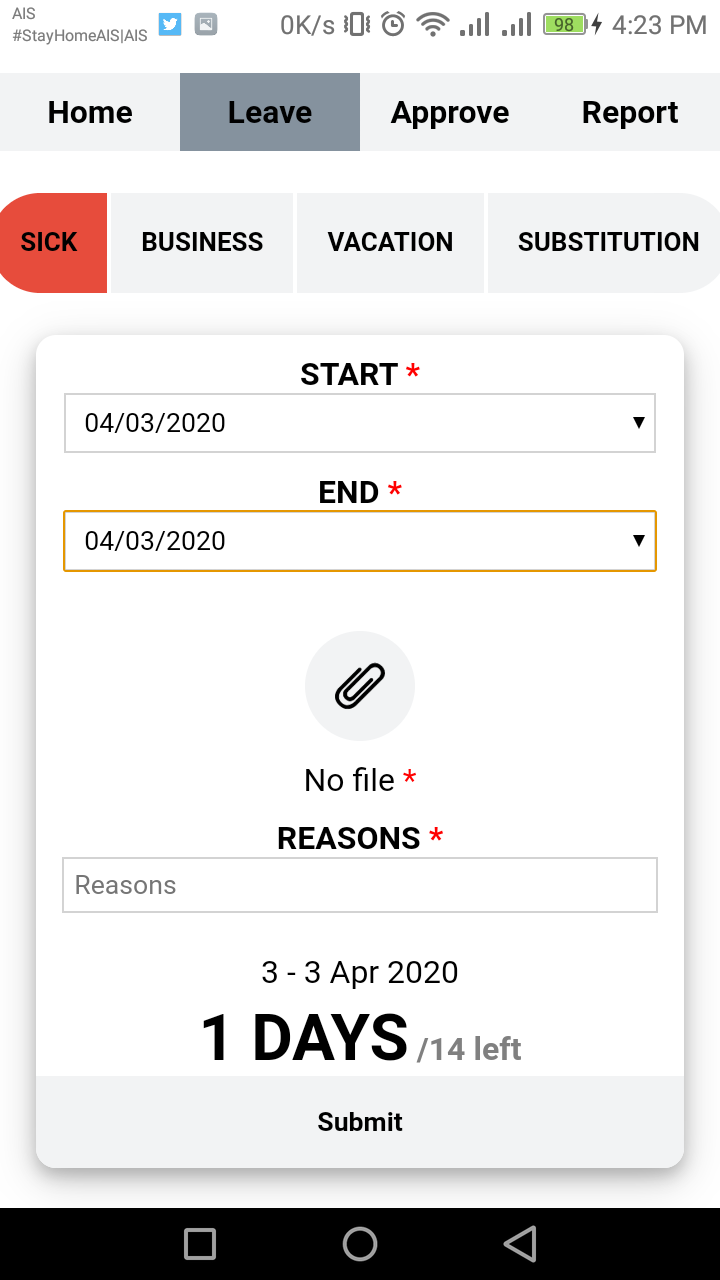 AIS
#StayHomeAIS|AIS
0K/s 98 4:23 PM
Home Leave Approve Report
SICK BUSINESS VACATION SUBSTITUTION
START *
04/03/2020
END *
04/03/2020
No file *
REASONS *
Reasons
3 - 3 Apr 2020
1 DAYS /14 left
Submit